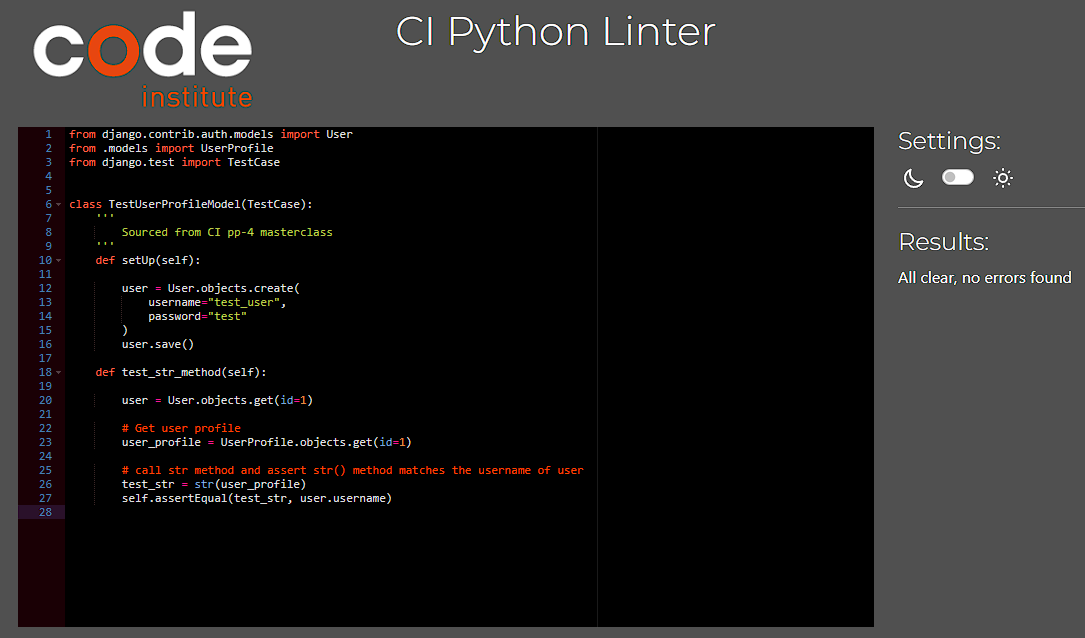 code
institute
CI Python Linter
1 from django.contrib.auth.models import User
2 from .models import UserProfile
3 from django.test import TestCase
4
5
6 class TestUserProfileModel(TestCase):
7     '''
8         Sourced from CI pp-4 masterclass
9     '''
10     def setUp(self):
11
12         user = User.objects.create(
13             username="test_user",
14             password="test"
15         )
16         user.save()
17
18     def test_str_method(self):
19
20         user = User.objects.get(id=1)
21
22         # Get user profile
23         user_profile = UserProfile.objects.get(id=1)
24
25         # call str method and assert str() method matches the username of user
26         test_str = str(user_profile)
27         self.assertEqual(test_str, user.username)
28
Settings:
Results:
All clear, no errors found